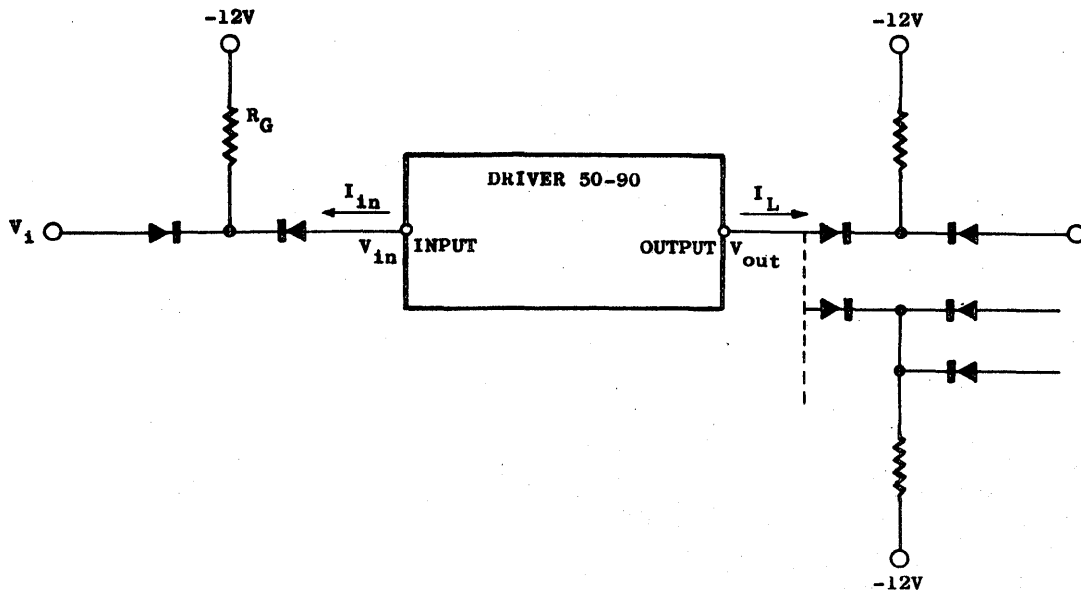 -12V
-12V
R_G
DRIVER 50-90
I_in
I_L
V_i
V_in
INPUT
OUTPUT
V_out
-12V